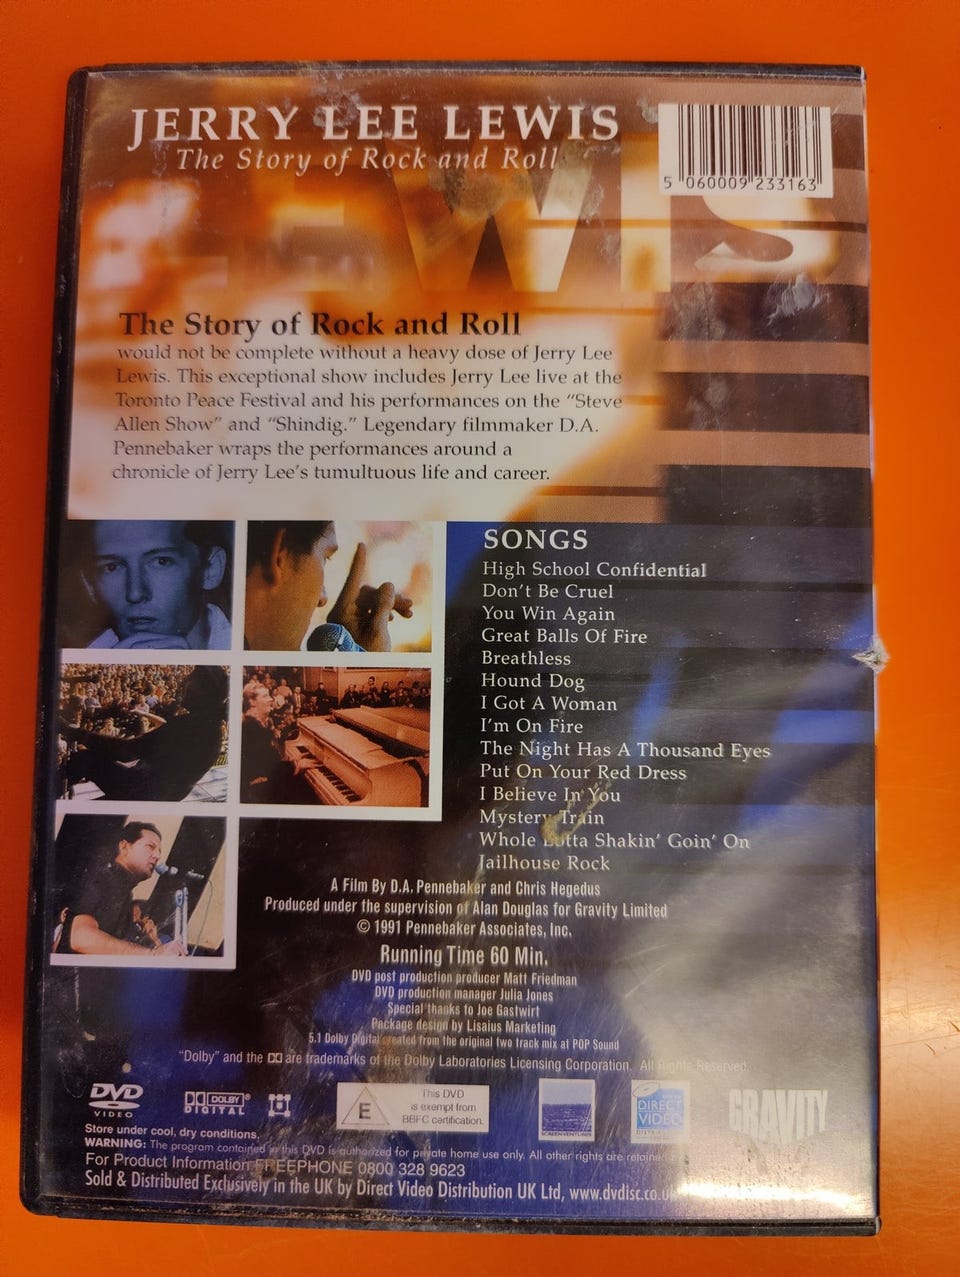 JERRY LEE LEWIS
The Story of Rock and Roll
5 060009 233163
LEWIS
The Story of Rock and Roll
would not be complete without a heavy dose of Jerry Lee
Lewis. This exceptional show includes Jerry Lee live at the
Toronto Peace Festival and his performances on the “Steve
Allen Show” and “Shindig.” Legendary filmmaker D.A.
Pennebaker wraps the performances around a
chronicle of Jerry Lee’s tumultuous life and career.
SONGS
High School Confidential
Don’t Be Cruel
You Win Again
Great Balls Of Fire
Breathless
Hound Dog
I Got A Woman
I’m On Fire
The Night Has A Thousand Eyes
Put On Your Red Dress
I Believe In You
Mystery Train
Whole Lotta Shakin’ Goin’ On
Jailhouse Rock
A Film By D.A. Pennebaker and Chris Hegedus
Produced under the supervision of Alan Douglas for Gravity Limited
© 1991 Pennebaker Associates, Inc.
Running Time 60 Min.
DVD post production producer Matt Friedman
DVD production manager Julia Jones
Special thanks to Joe Gastwirt
Package design by Lisaius Marketing
5.1 Dolby Digital created from the original two track mix at POP Sound
“Dolby” and the DD are trademarks of the Dolby Laboratories Licensing Corporation. All Rights Reserved
DVD VIDEO
DOLBY DIGITAL
E This DVD is exempt from BBFC certification.
SCREEN VENTURES
DIRECT VIDEO
GRAVITY
Store under cool, dry conditions.
WARNING: The program contained in this DVD is authorized for private home use only. All other rights are retained
For Product Information FREEPHONE 0800 328 9623
Sold & Distributed Exclusively in the UK by Direct Video Distribution UK Ltd, www.dvdisc.co.u